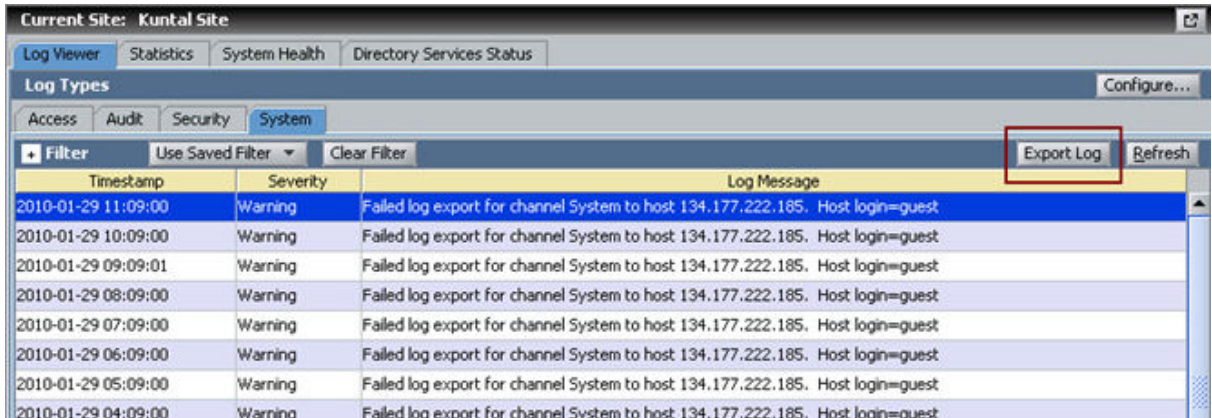 Current Site: Kuntal Site
Log Viewer Statistics System Health Directory Services Status
Log Types Configure...
Access Audit Security System
+ Filter Use Saved Filter Clear Filter Export Log Refresh
Timestamp Severity Log Message
2010-01-29 11:09:00 Warning Failed log export for channel System to host 134.177.222.185. Host login=guest
2010-01-29 10:09:00 Warning Failed log export for channel System to host 134.177.222.185. Host login=guest
2010-01-29 09:09:01 Warning Failed log export for channel System to host 134.177.222.185. Host login=guest
2010-01-29 08:09:00 Warning Failed log export for channel System to host 134.177.222.185. Host login=guest
2010-01-29 07:09:00 Warning Failed log export for channel System to host 134.177.222.185. Host login=guest
2010-01-29 06:09:00 Warning Failed log export for channel System to host 134.177.222.185. Host login=guest
2010-01-29 05:09:00 Warning Failed log export for channel System to host 134.177.222.185. Host login=guest
2010-01-29 04:09:00 Warning Failed log export for channel System to host 134.177.222.185. Host login=guest